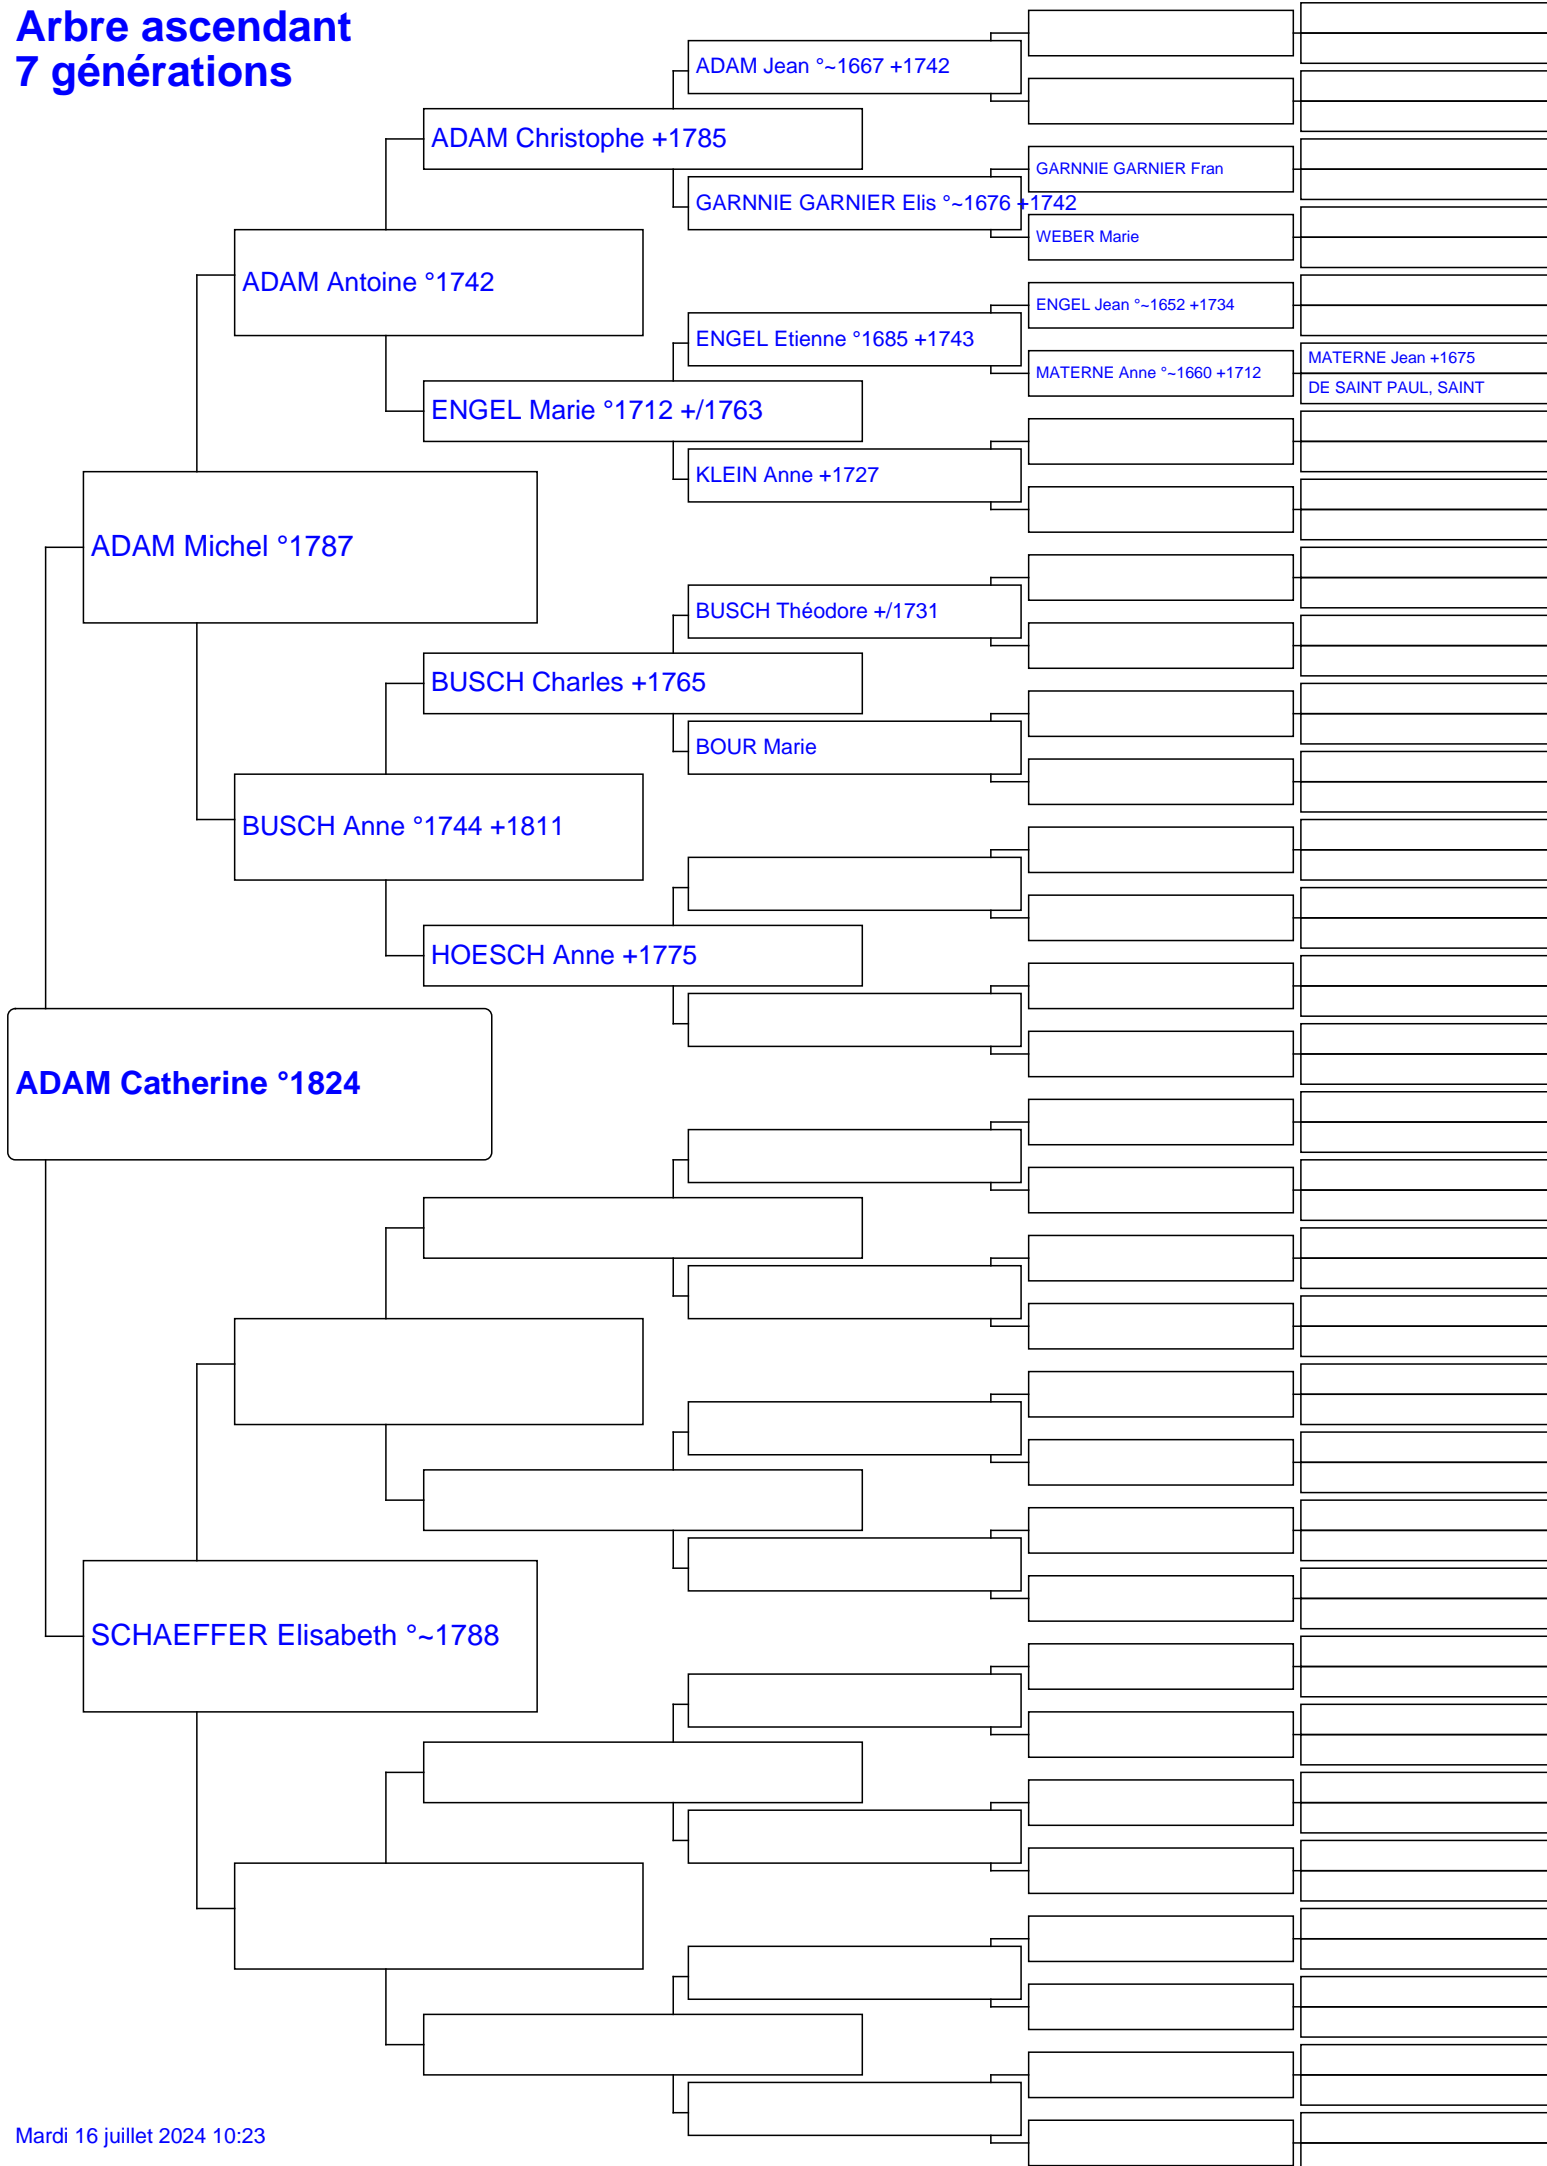 Arbre ascendant
7 générations
ADAM Jean °~1667 +1742
ADAM Christophe +1785
GARNNIE GARNIER Fran
GARNNIE GARNIER Elis °~1676 +1742
WEBER Marie
ADAM Antoine °1742
ENGEL Jean °~1652 +1734
ENGEL Etienne °1685 +1743
MATERNE Jean +1675
MATERNE Anne °~1660 +1712
DE SAINT PAUL, SAINT
ENGEL Marie °1712 +/1763
KLEIN Anne +1727
ADAM Michel °1787
BUSCH Théodore +/1731
BUSCH Charles +1765
BOUR Marie
BUSCH Anne °1744 +1811
HOESCH Anne +1775
ADAM Catherine °1824
SCHAEFFER Elisabeth °~1788
Mardi 16 juillet 2024 10:23